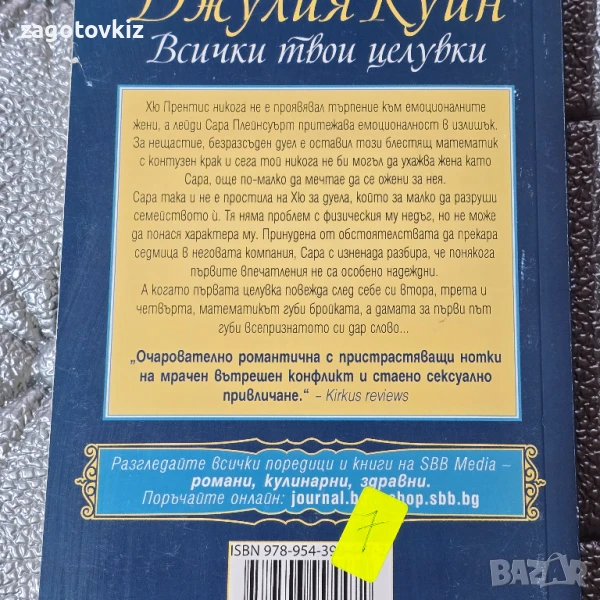 zagotovkiz
Джулия Куин
Всички твои целувки
Хю Прентис никога не е проявявал търпение към емоционалните
жени, а лейди Сара Плейнсуърт притежава емоционалност в излишък.
За нещастие, безразсъден дуел е оставил този блестящ математик
с контузен крак и сега той никога не би могъл да ухажва жена като
Сара, още по-малко да мечтае да се ожени за нея.
Сара така и не е простила на Хю за дуела, който за малко да разруши
семейството ѝ. Тя няма проблем с физическия му недъг, но не може
да понася характера му. Принудена от обстоятелствата да прекара
седмица в неговата компания, Сара с изненада разбира, че понякога
първите впечатления не са особено надеждни.
А когато първата целувка повежда след себе си втора, трета и
четвърта, математикът губи бройката, а дамата за първи път
губи всепризнатото си дар слово...
„Очарователно романтична с пристрастяващи нотки
на мрачен вътрешен конфликт и стаено сексуално
привличане.“ – Kirkus reviews
Разгледайте всички поредици и книги на SBB Media –
романи, кулинарни, здравни.
Поръчайте онлайн: journal.bg shop.sbb.bg
ISBN 978-954-39
7
БАZАР